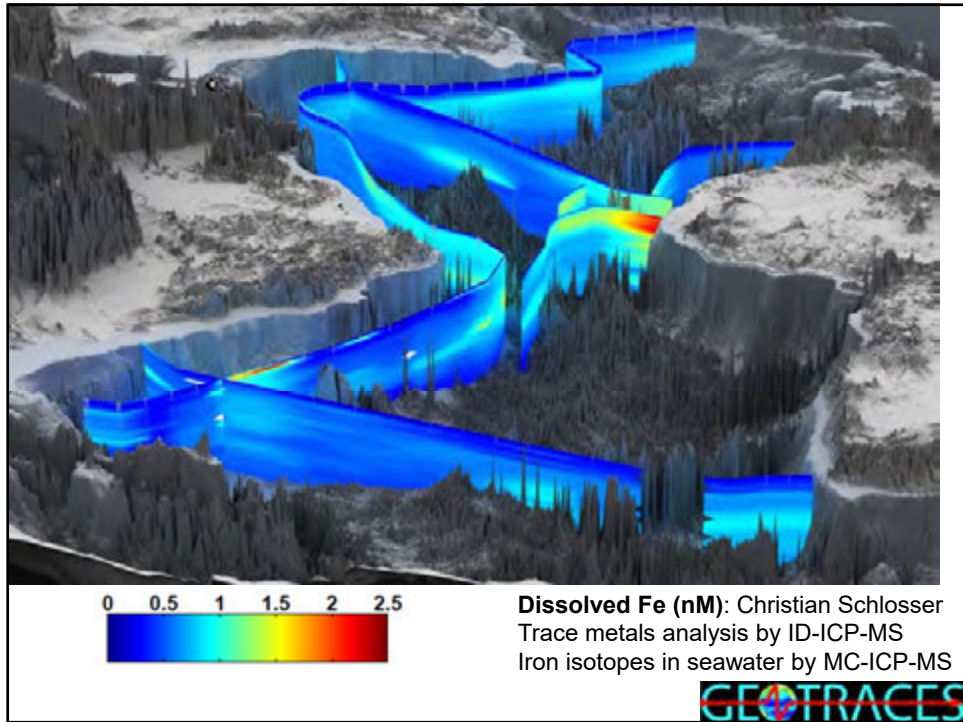 0 0.5 1 1.5 2 2.5
Dissolved Fe (nM): Christian Schlosser
Trace metals analysis by ID-ICP-MS
Iron isotopes in seawater by MC-ICP-MS
GEOTRACES